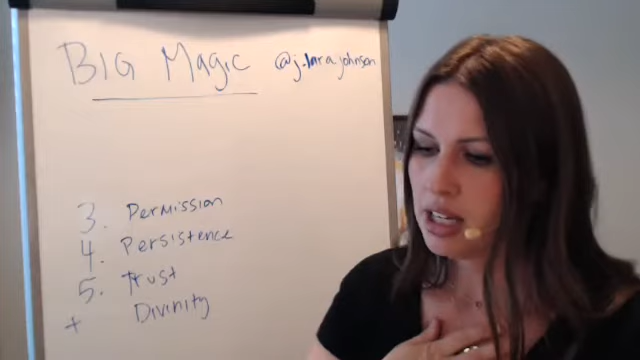 BIG Magic @j.lara.johnson
3. Permission
4. Persistence
5. Trust
+ Divinity